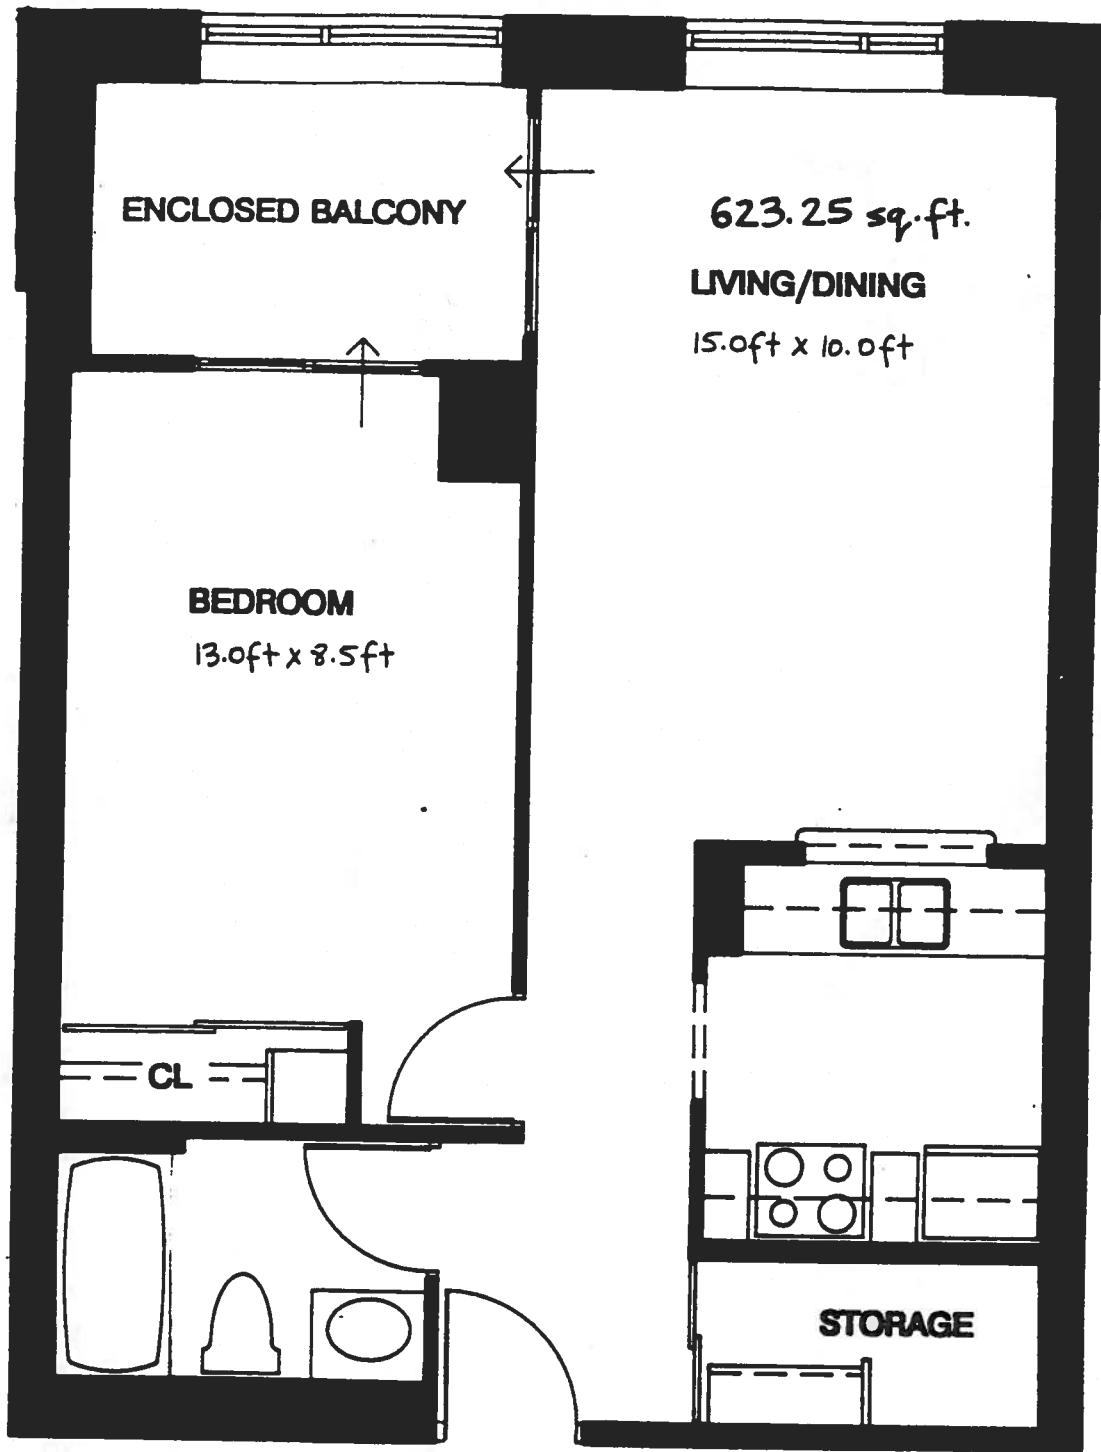 ENCLOSED BALCONY
623.25 sq.ft.
LIVING/DINING
15.0ft x 10.0ft
BEDROOM
13.0ft x 8.5ft
CL
STORAGE